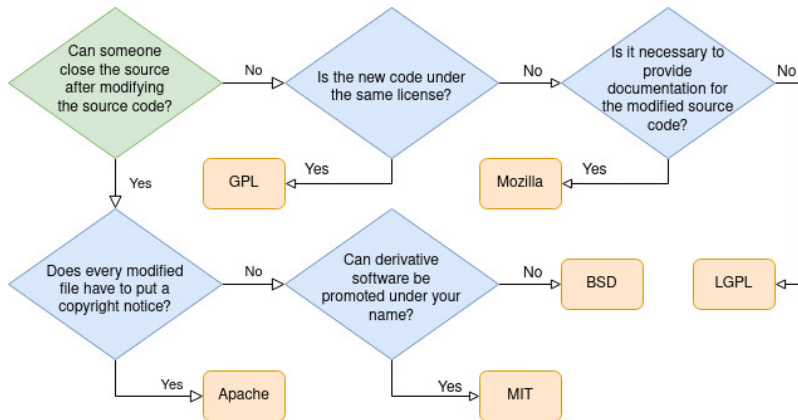 Can someone
close the source
after modifying
the source code?
No
Is the new code under
the same license?
No
Is it necessary to
provide
documentation for
the modified source
code?
No
Yes
GPL
Yes
Mozilla
Yes
Does every modified
file have to put a
copyright notice?
No
Can derivative
software be
promoted under your
name?
No
BSD
LGPL
Yes
Apache
Yes
MIT